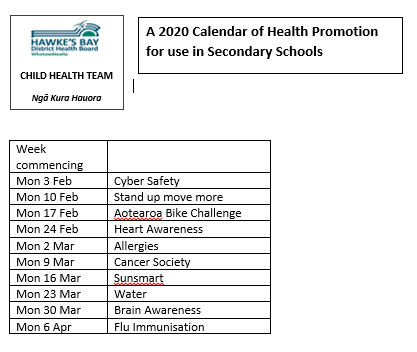 HAWKE'S BAY
District Health Board
Whakawāteatia
CHILD HEALTH TEAM
Ngā Kura Hauora
A 2020 Calendar of Health Promotion
for use in Secondary Schools
Week
commencing
Mon 3 Feb Cyber Safety
Mon 10 Feb Stand up move more
Mon 17 Feb Aotearoa Bike Challenge
Mon 24 Feb Heart Awareness
Mon 2 Mar Allergies
Mon 9 Mar Cancer Society
Mon 16 Mar Sunsmart
Mon 23 Mar Water
Mon 30 Mar Brain Awareness
Mon 6 Apr Flu Immunisation